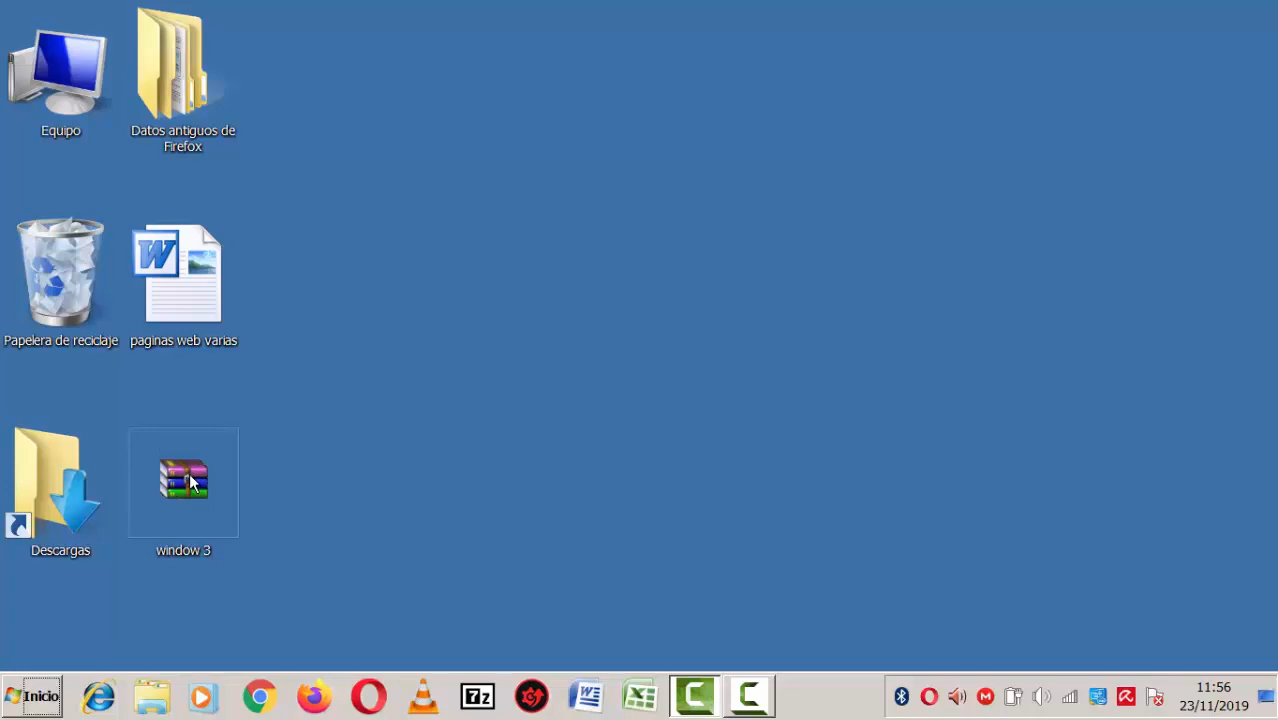 Equipo
Datos antiguos de
Firefox
W
Papelera de reciclaje
paginas web varias
Descargas
window 3
Inicio
7z
W
X
C
C
M
11:56
23/11/2019